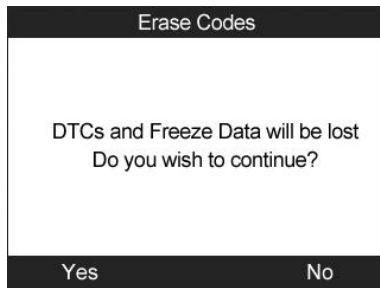 Erase Codes
DTCs and Freeze Data will be lost
Do you wish to continue?
Yes No